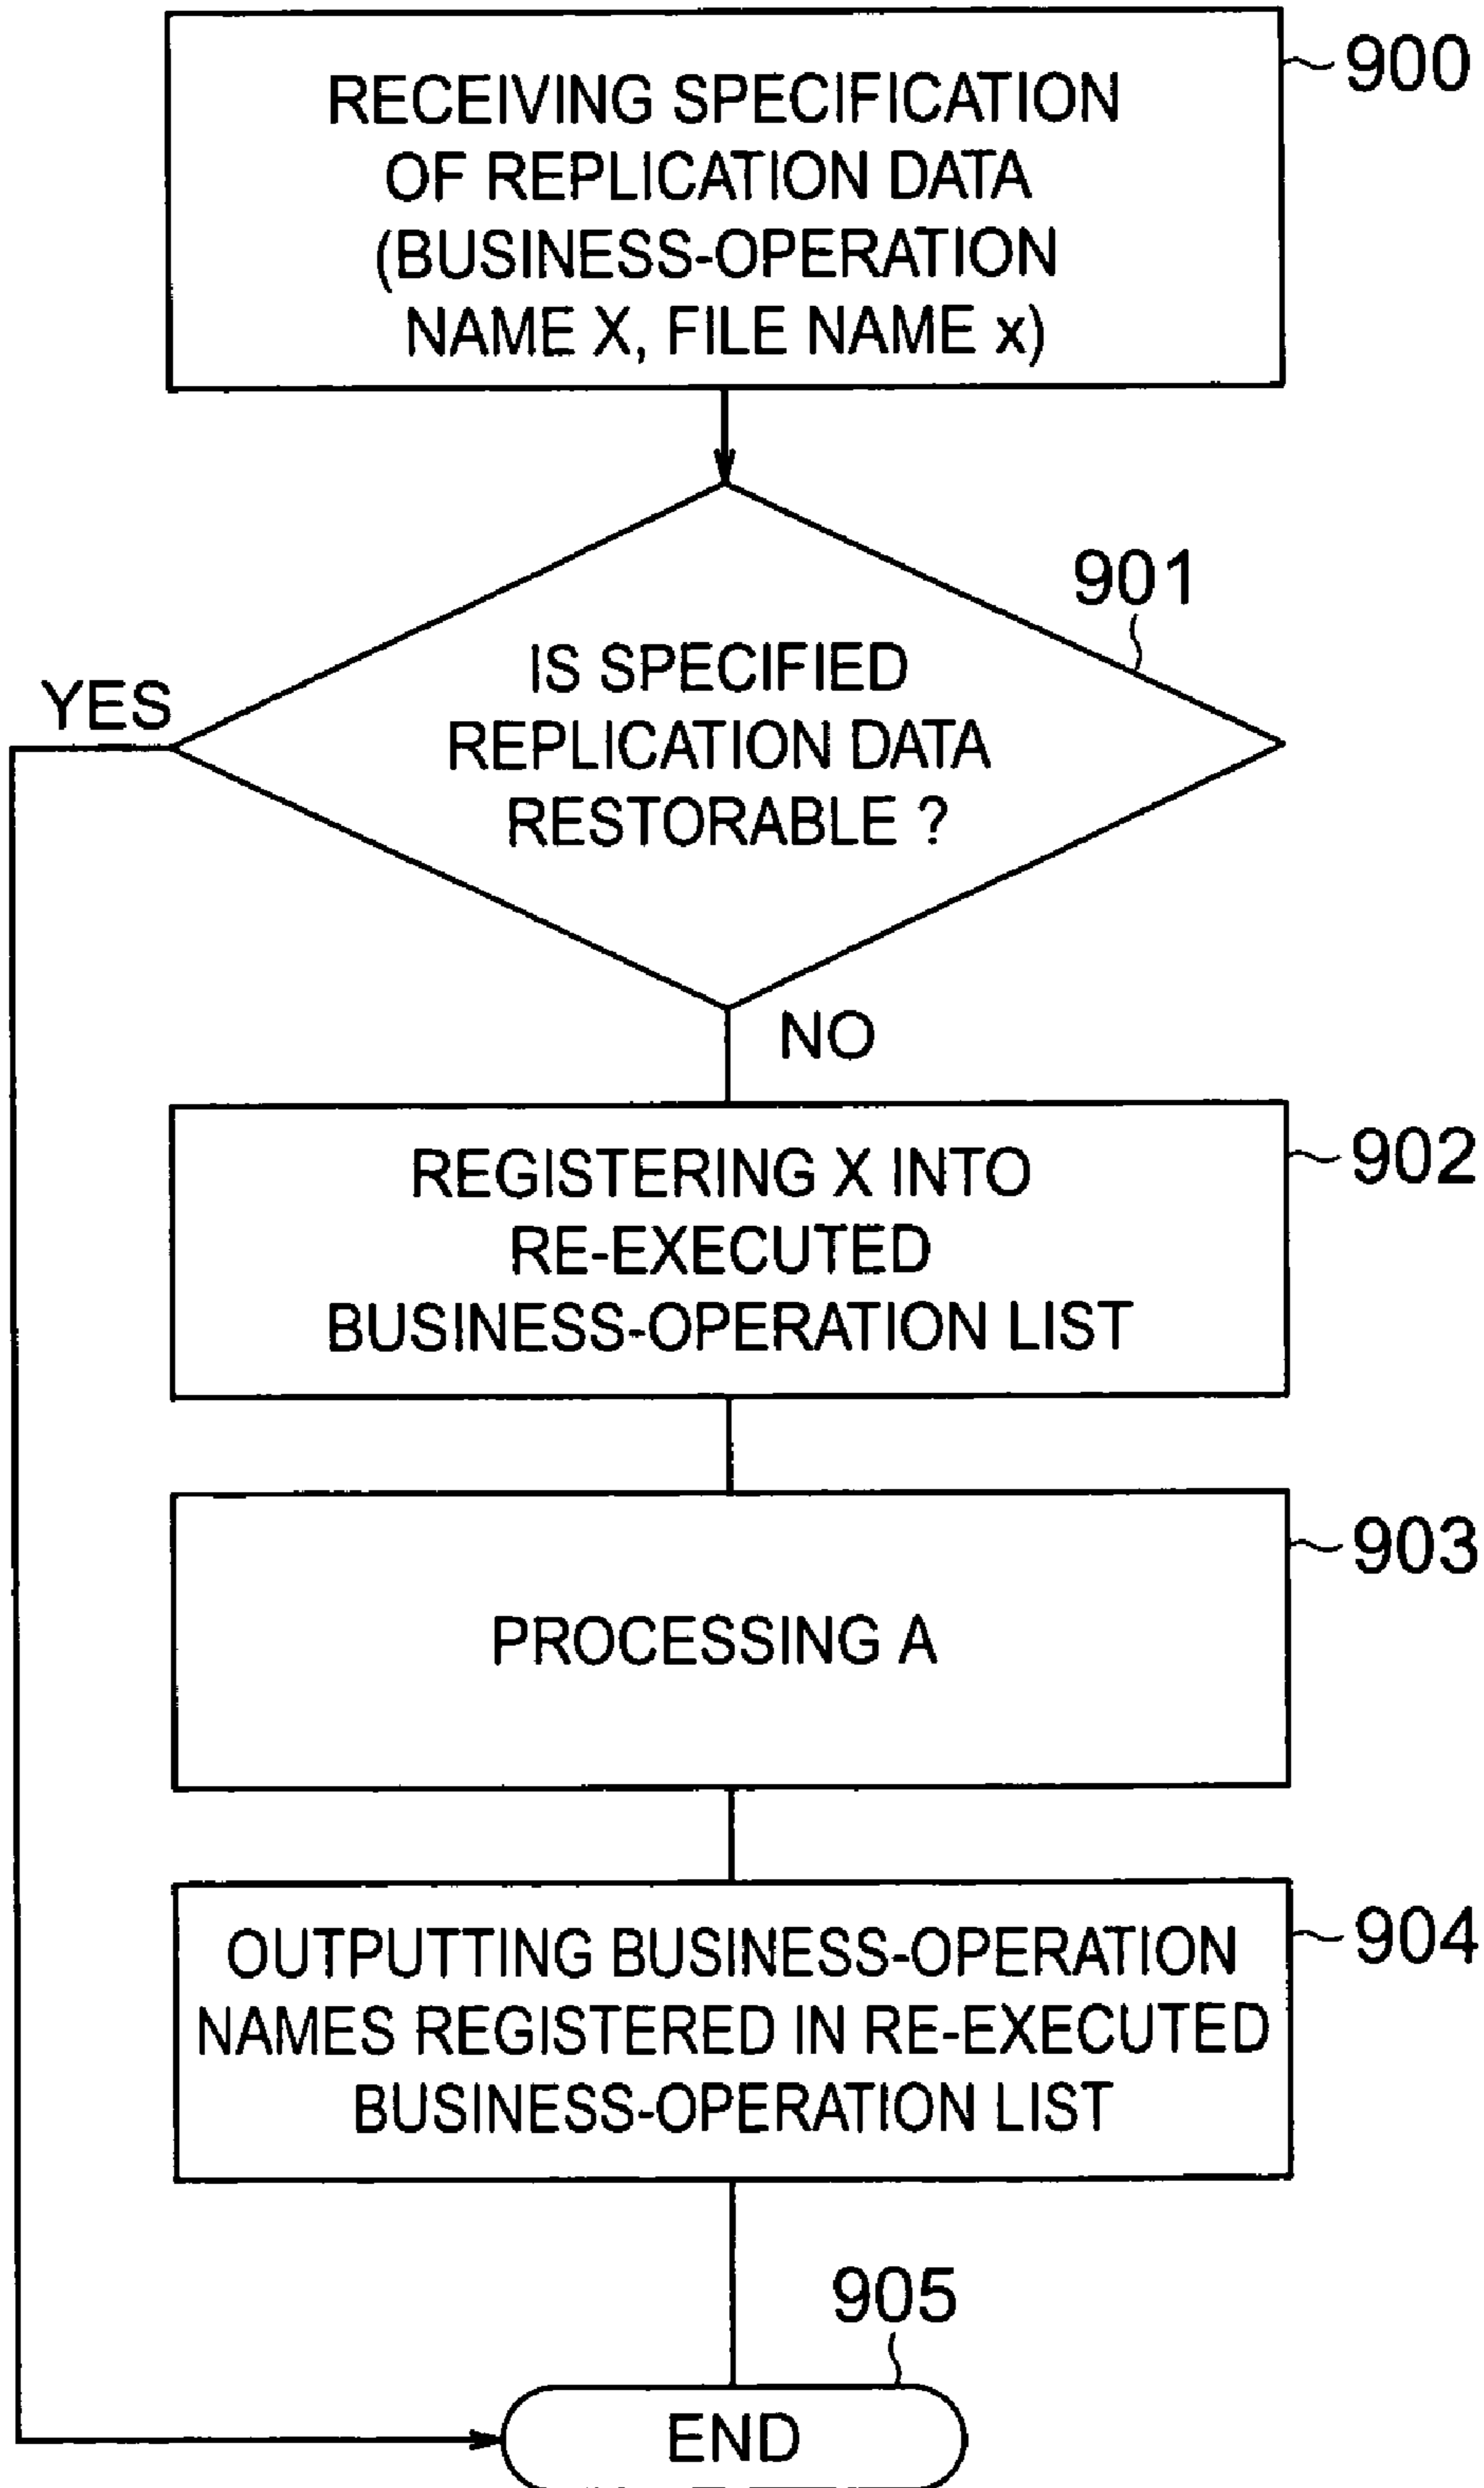 900
RECEIVING SPECIFICATION
OF REPLICATION DATA
(BUSINESS-OPERATION
NAME X, FILE NAME x)
901
IS SPECIFIED
YES
REPLICATION DATA
RESTORABLE ?
NO
902
REGISTERING X INTO
RE-EXECUTED
BUSINESS-OPERATION LIST
903
PROCESSING A
904
OUTPUTTING BUSINESS-OPERATION
NAMES REGISTERED IN RE-EXECUTED
BUSINESS-OPERATION LIST
905
END